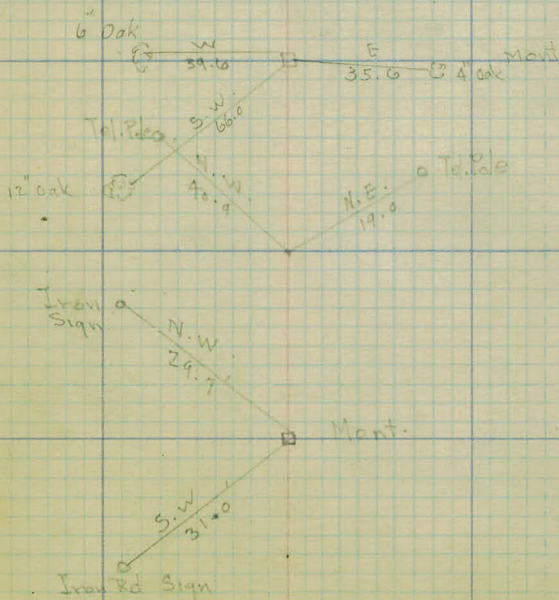 6" Oak
W
39.6
E
35.6
4" Oak
Mont
S.W.
66.0
Tel. Pole
12" Oak
N.W.
40.9
N.E.
19.0
Tel. Pole
Iron
Sign
N.W.
29.7
Mont.
S.W
31.0
Iron Rd Sign